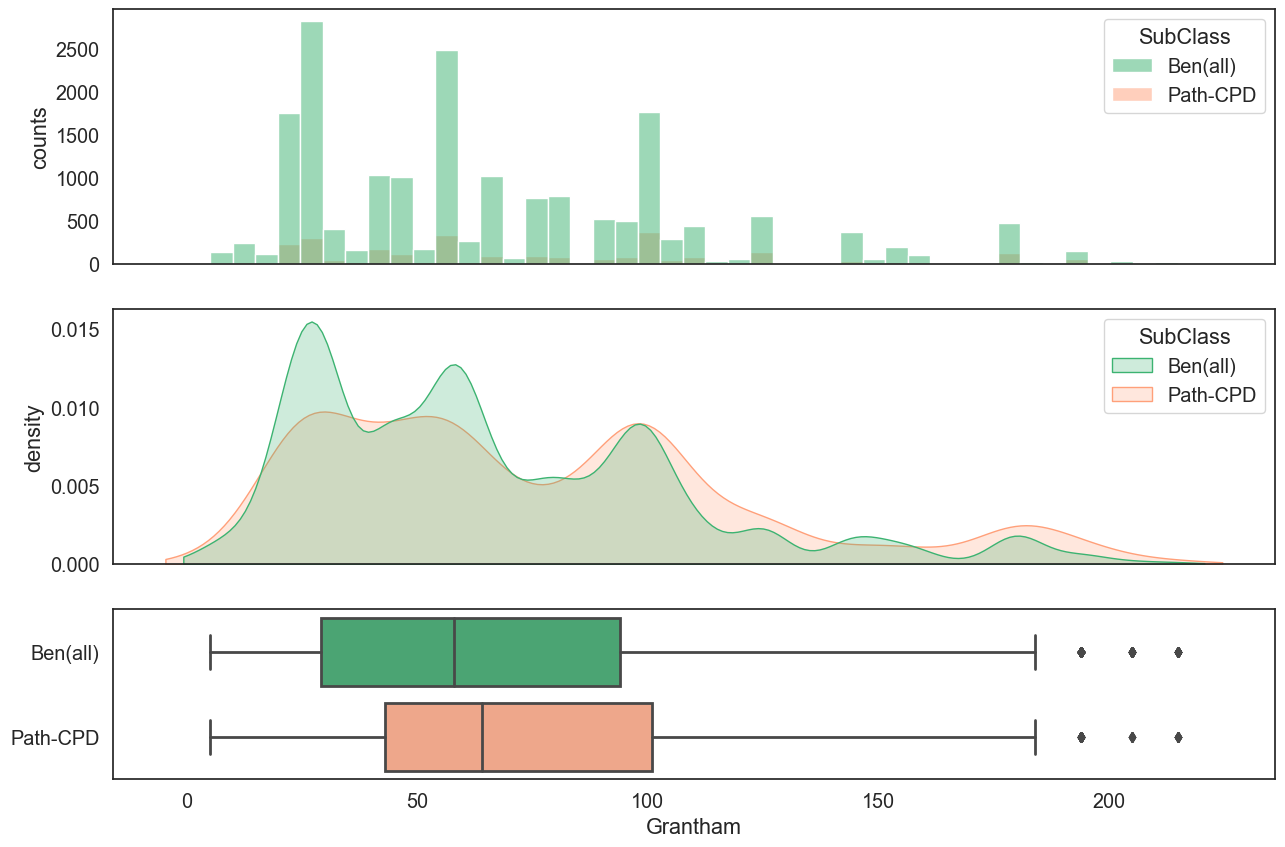 2500
2000
1500
1000
500
0
counts
SubClass
Ben(all)
Path-CPD
0.015
0.010
0.005
0.000
density
SubClass
Ben(all)
Path-CPD
Ben(all)
Path-CPD
0 50 100 150 200
Grantham